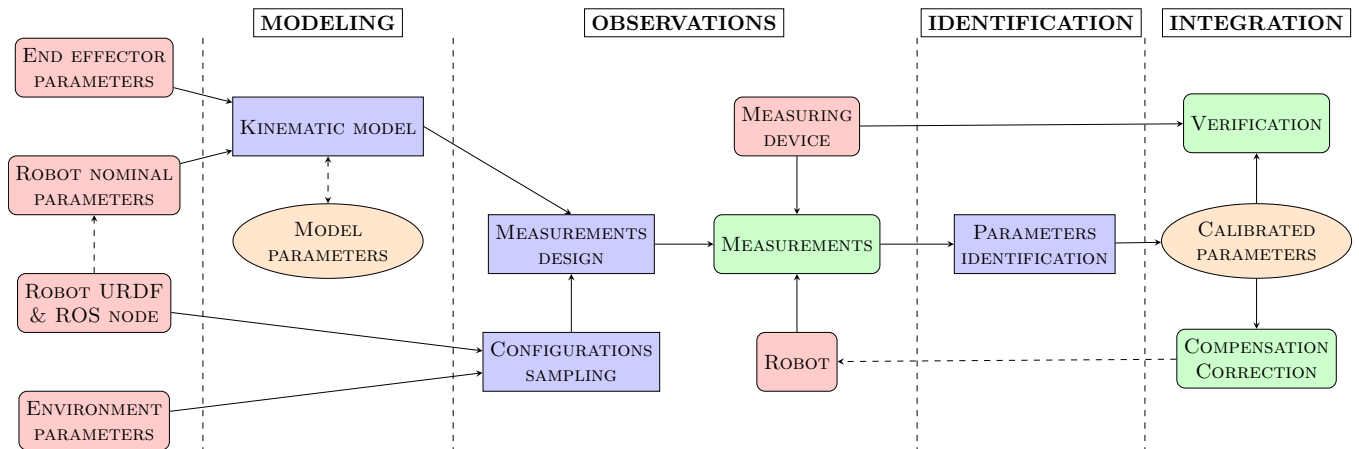 MODELING
OBSERVATIONS
IDENTIFICATION
INTEGRATION
END EFFECTOR
PARAMETERS
ROBOT NOMINAL
PARAMETERS
ROBOT URDF
& ROS NODE
ENVIRONMENT
PARAMETERS
KINEMATIC MODEL
MODEL
PARAMETERS
MEASUREMENTS
DESIGN
CONFIGURATIONS
SAMPLING
MEASURING
DEVICE
MEASUREMENTS
ROBOT
PARAMETERS
IDENTIFICATION
VERIFICATION
CALIBRATED
PARAMETERS
COMPENSATION
CORRECTION